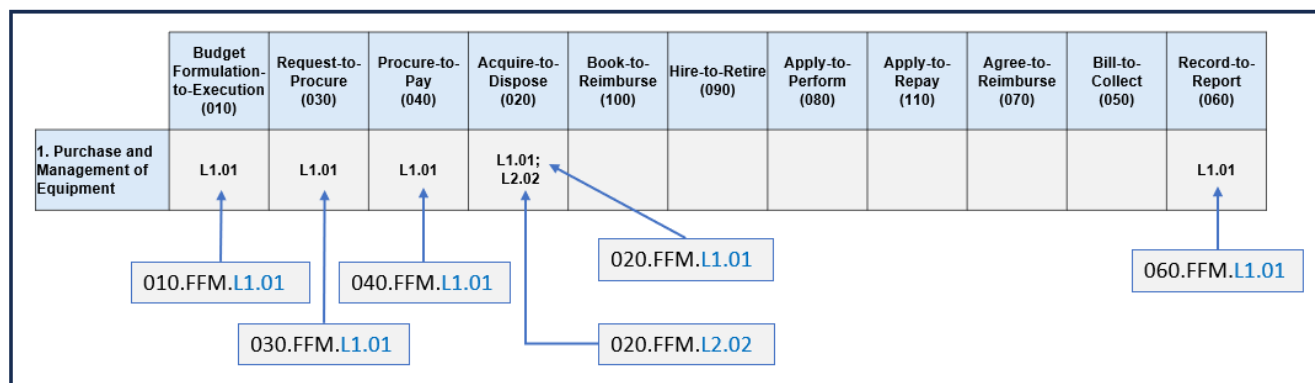 Budget
Formulation-
to-Execution
(010)
Request-to-
Procure
(030)
Procure-to-
Pay
(040)
Acquire-to-
Dispose
(020)
Book-to-
Reimburse
(100)
Hire-to-Retire
(090)
Apply-to-
Perform
(080)
Apply-to-
Repay
(110)
Agree-to-
Reimburse
(070)
Bill-to-
Collect
(050)
Record-to-
Report
(060)
1. Purchase and
Management of
Equipment
L1.01
L1.01
L1.01
L1.01;
L2.02
L1.01
010.FFM.L1.01
040.FFM.L1.01
020.FFM.L1.01
060.FFM.L1.01
030.FFM.L1.01
020.FFM.L2.02